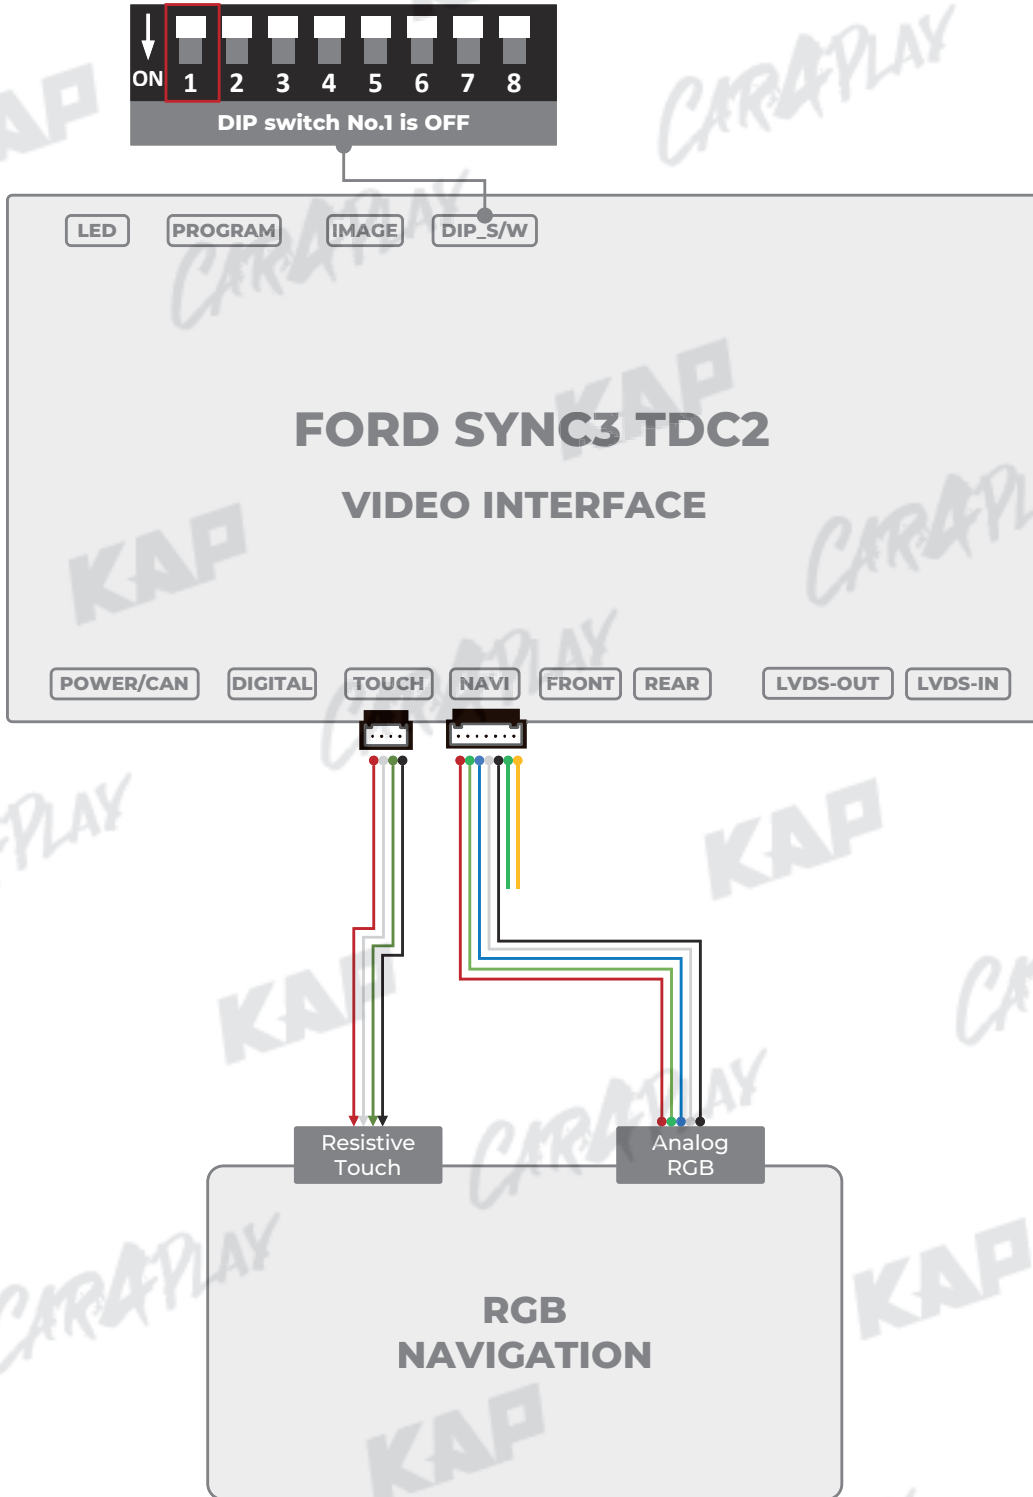 ON 1 2 3 4 5 6 7 8
DIP switch No.1 is OFF
LED PROGRAM IMAGE DIP_S/W
FORD SYNC3 TDC2
VIDEO INTERFACE
POWER/CAN DIGITAL TOUCH NAVI FRONT REAR LVDS-OUT LVDS-IN
Resistive
Touch
Analog
RGB
RGB
NAVIGATION
KAP
CAR4PLAY